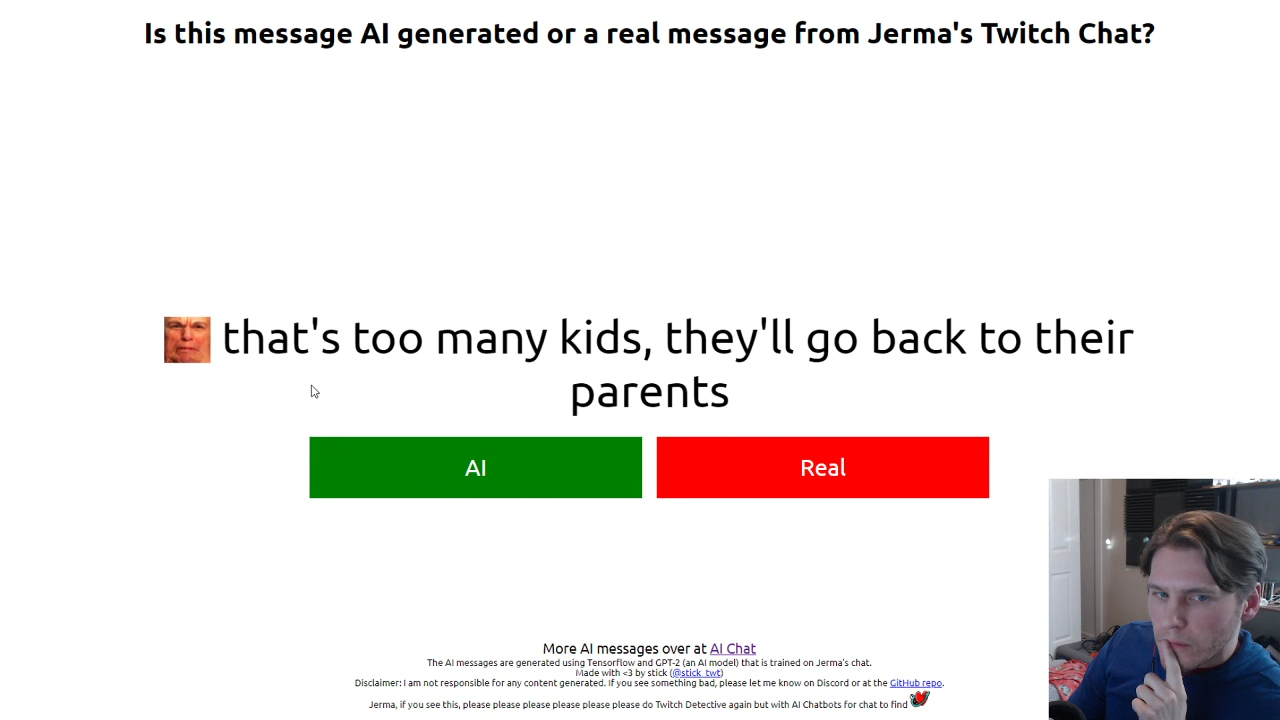 Is this message AI generated or a real message from Jerma's Twitch Chat?
that's too many kids, they'll go back to their
parents
AI
Real
More AI messages over at AI Chat
The AI messages are generated using Tensorflow and GPT-2 (an AI model) that is trained on Jerma's chat.
Made with <3 by stick (@stick_twt)
Disclaimer: I am not responsible for any content generated. If you see something bad, please let me know on Discord or at the GitHub repo.
Jerma, if you see this, please please please please please please do Twitch Detective again but with AI Chatbots for chat to find